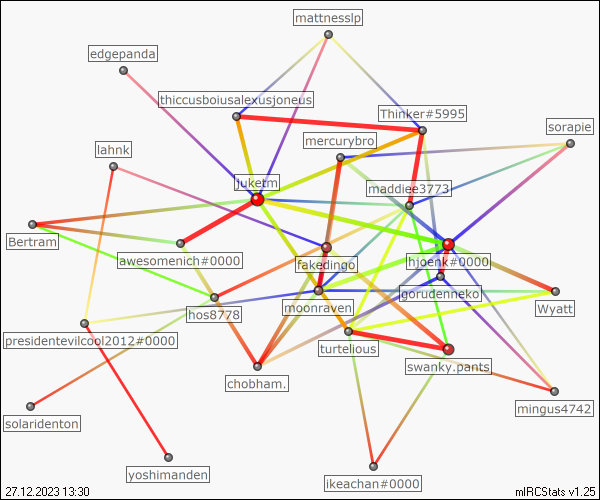 mattnesslp
edgepanda
thiccusboiusalexusjoneus
Thinker#5995
sorapie
mercurybro
lahnk
juketm
maddiee3773
Bertram
awesomenich#0000
fakedingo
hjoenk#0000
gorudenneko
hos8778
moonraven
Wyatt
presidentevilcool2012#0000
turtelious
swanky.pants
chobham.
solaridenton
mingus4742
yoshimanden
ikeachan#0000
27.12.2023 13:30
mIRCStats v1.25